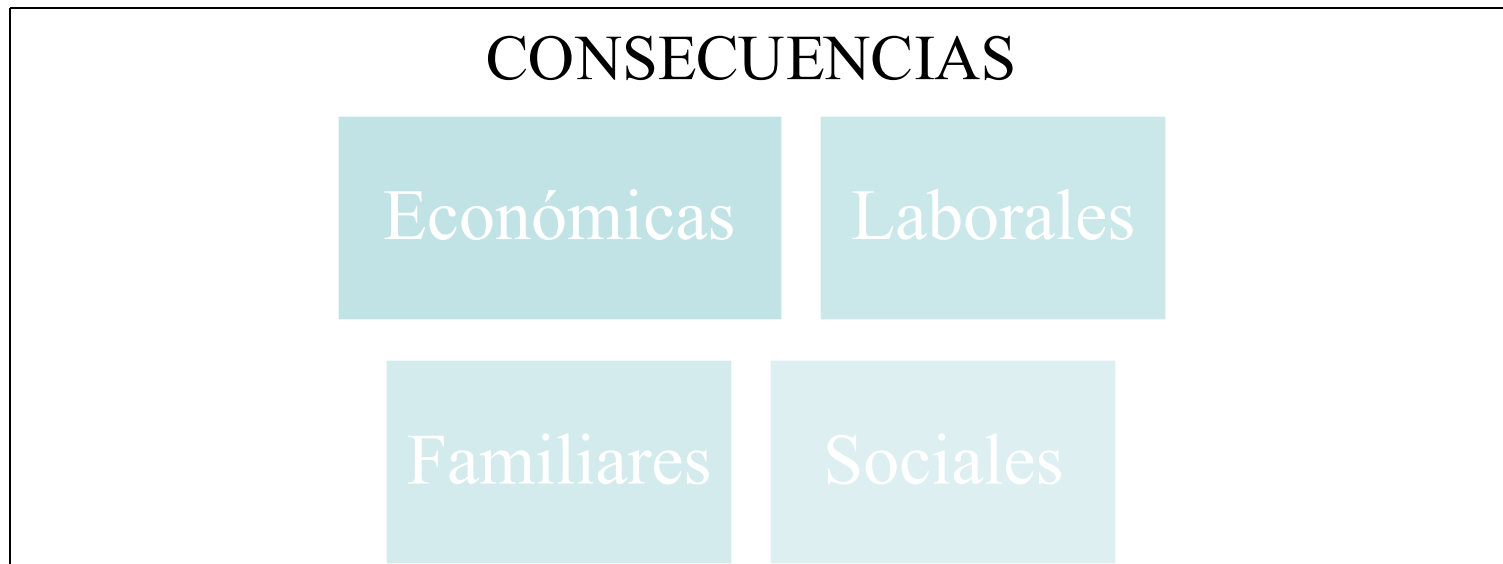 CONSECUENCIAS
Económicas
Laborales
Familiares
Sociales